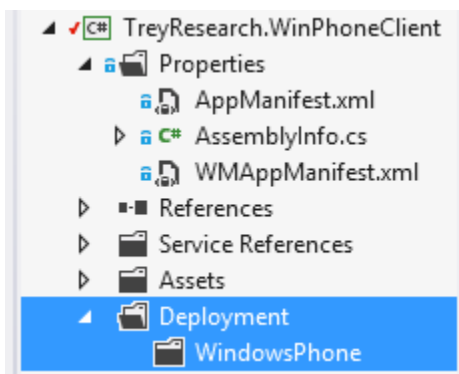 C# TreyResearch.WinPhoneClient
Properties
AppManifest.xml
C# AssemblyInfo.cs
WMAppManifest.xml
References
Service References
Assets
Deployment
WindowsPhone